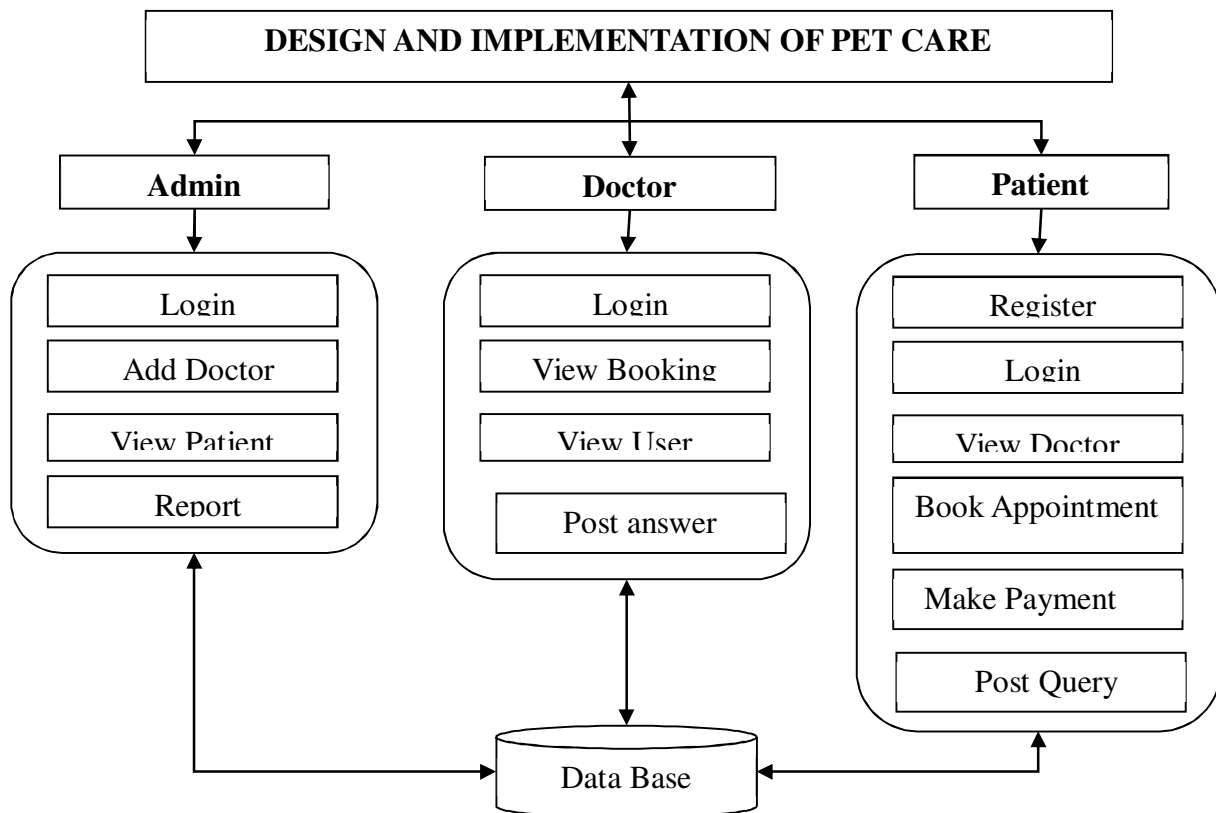 DESIGN AND IMPLEMENTATION OF PET CARE
Admin
Doctor
Patient
Login
Add Doctor
View Patient
Report
Login
View Booking
View User
Post answer
Register
Login
View Doctor
Book Appointment
Make Payment
Post Query
Data Base